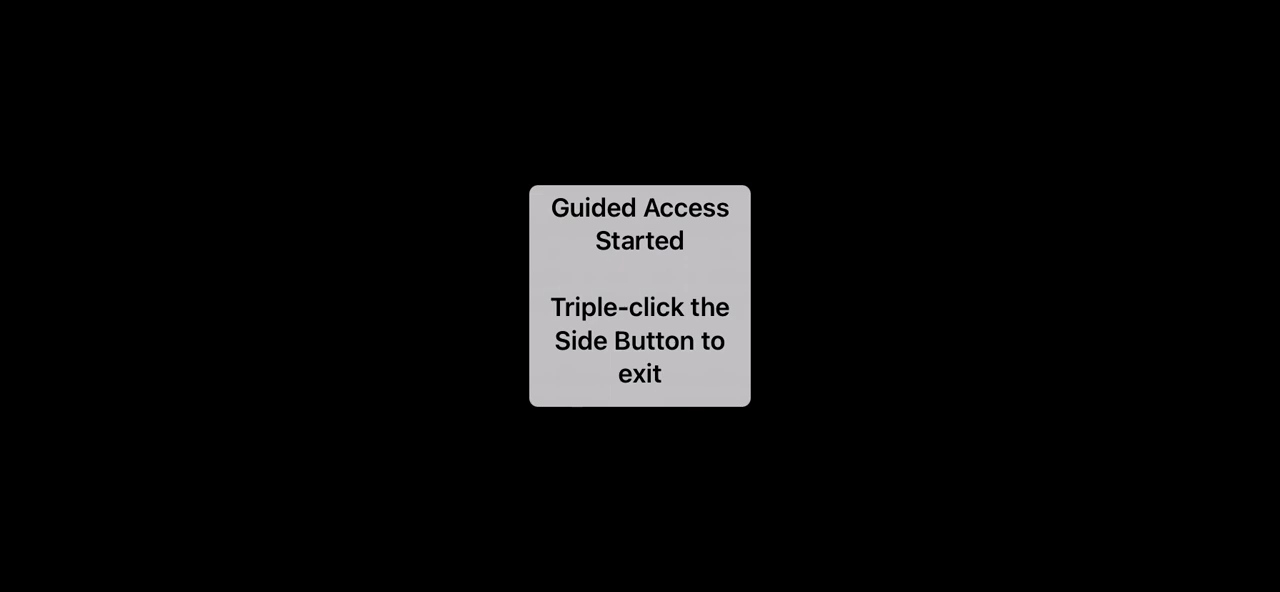 Guided Access
Started
Triple-click the
Side Button to
exit